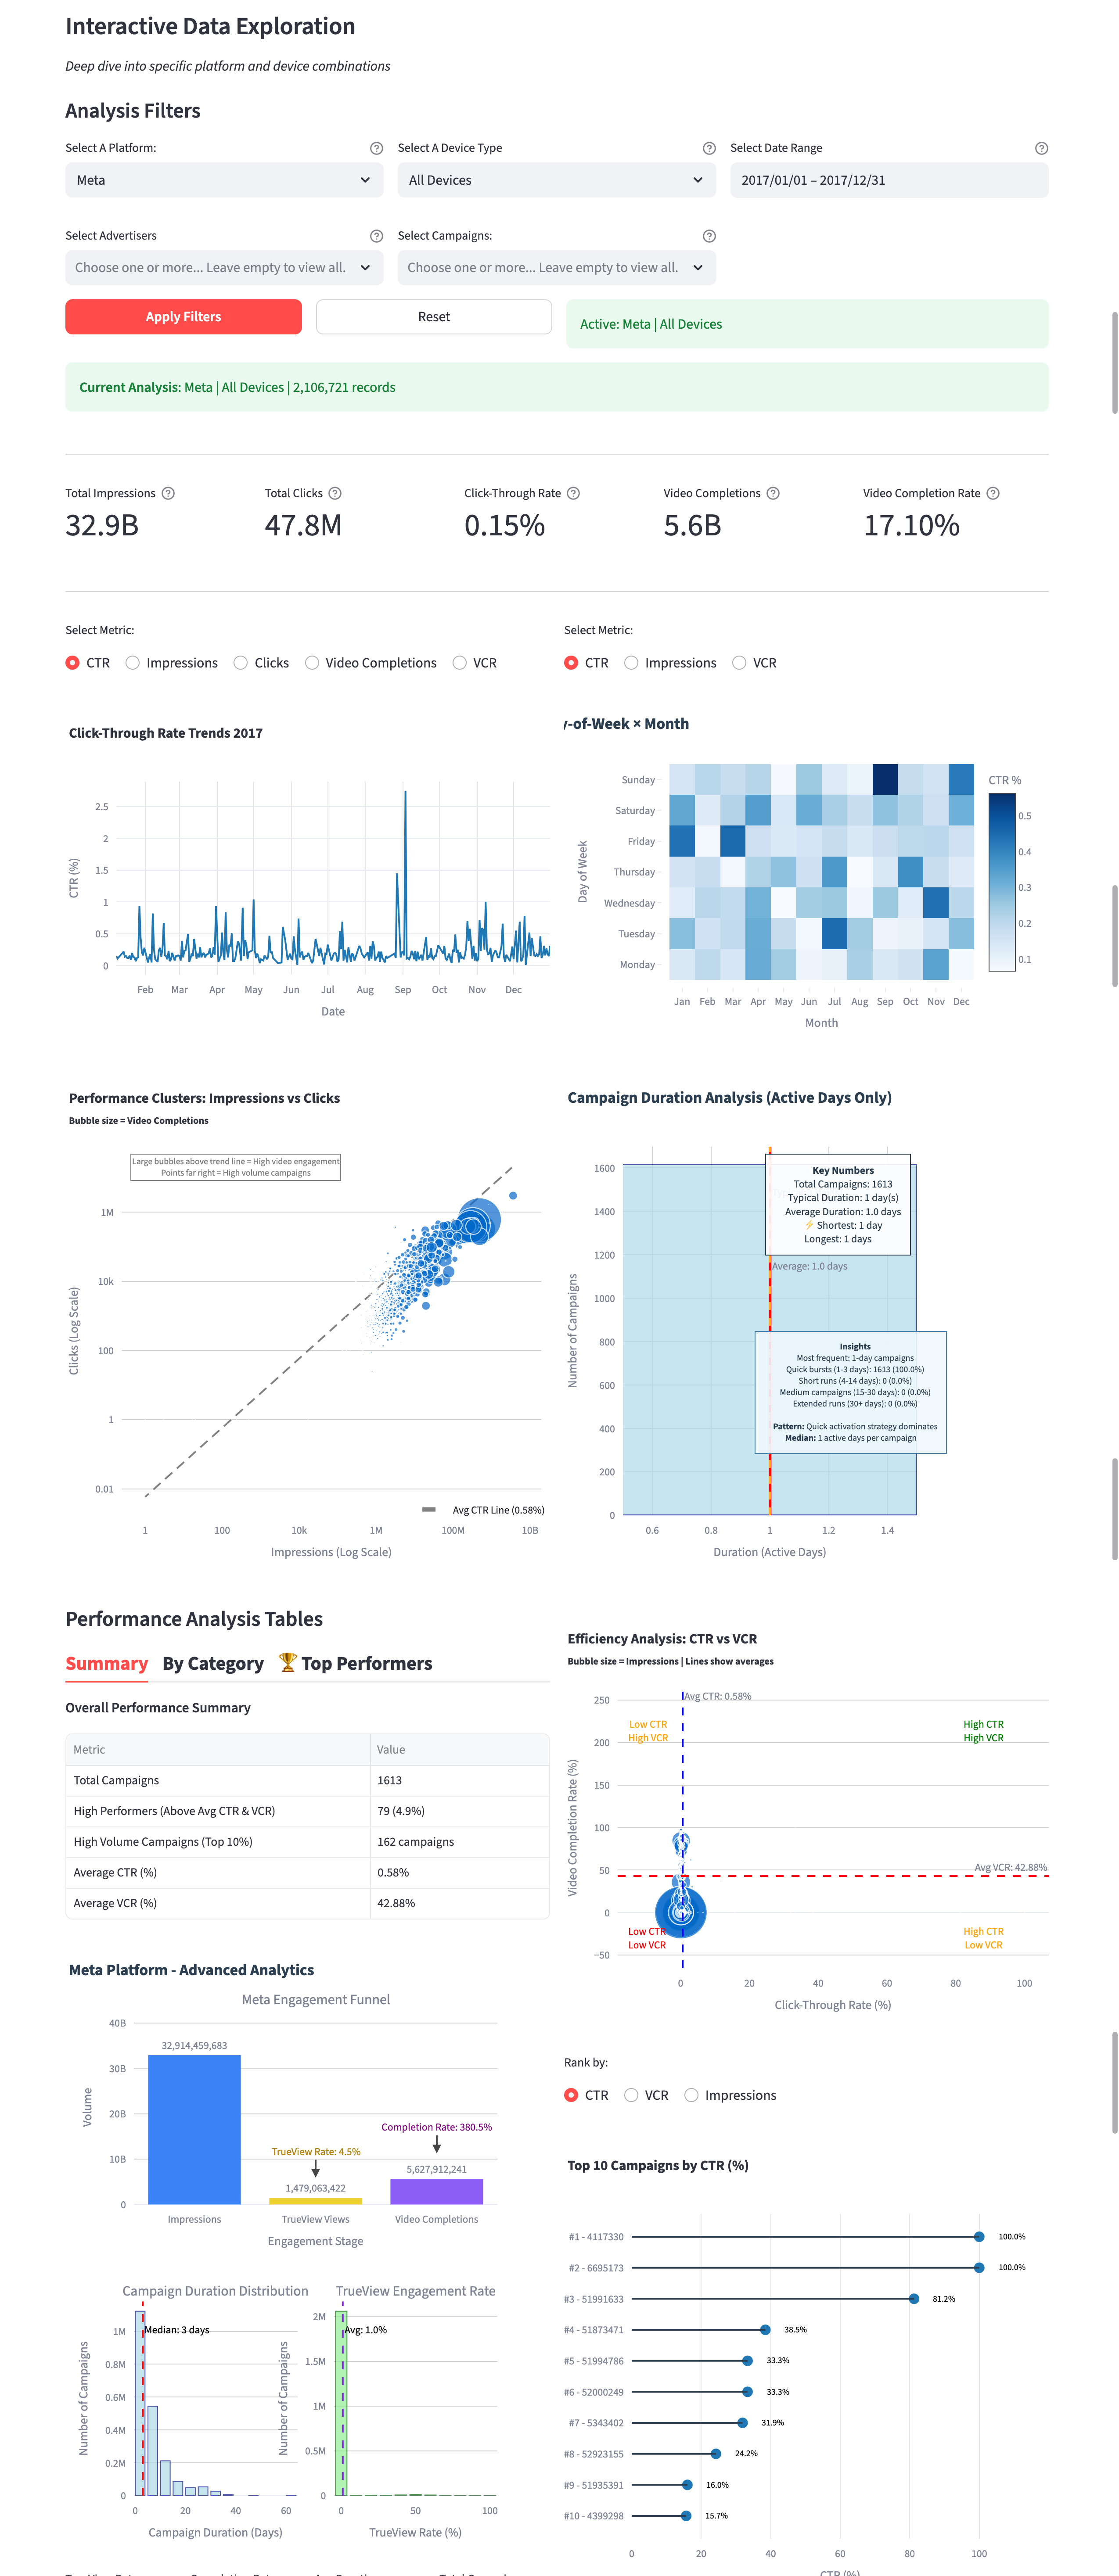 Interactive Data Exploration
Deep dive into specific platform and device combinations
Analysis Filters
Select A Platform:
Select A Device Type
Select Date Range
Meta
All Devices
2017/01/01 – 2017/12/31
Select Advertisers
Select Campaigns:
Choose one or more... Leave empty to view all.
Choose one or more... Leave empty to view all.
Apply Filters
Reset
Active: Meta | All Devices
Current Analysis: Meta | All Devices | 2,106,721 records
Total Impressions
Total Clicks
Click-Through Rate
Video Completions
Video Completion Rate
32.9B
47.8M
0.15%
5.6B
17.10%
Select Metric:
CTR
Impressions
Clicks
Video Completions
VCR
Select Metric:
CTR
Impressions
VCR
Click-Through Rate Trends 2017
2.5
2
1.5
1
0.5
0
CTR (%)
Feb Mar Apr May Jun Jul Aug Sep Oct Nov Dec
Date
y-of-Week × Month
Sunday
Saturday
Friday
Thursday
Wednesday
Tuesday
Monday
Day of Week
Jan Feb Mar Apr May Jun Jul Aug Sep Oct Nov Dec
Month
CTR %
0.5
0.4
0.3
0.2
0.1
Performance Clusters: Impressions vs Clicks
Bubble size = Video Completions
Large bubbles above trend line = High video engagement
Points far right = High volume campaigns
1M
10k
100
1
0.01
Clicks (Log Scale)
Avg CTR Line (0.58%)
1 100 10k 1M 100M 10B
Impressions (Log Scale)
Campaign Duration Analysis (Active Days Only)
1600
1400
1200
1000
800
600
400
200
0
Number of Campaigns
Key Numbers
Total Campaigns: 1613
Typical Duration: 1 day(s)
Average Duration: 1.0 days
⚡ Shortest: 1 day
Longest: 1 days
Average: 1.0 days
Insights
Most frequent: 1-day campaigns
Quick bursts (1-3 days): 1613 (100.0%)
Short runs (4-14 days): 0 (0.0%)
Medium campaigns (15-30 days): 0 (0.0%)
Extended runs (30+ days): 0 (0.0%)
Pattern: Quick activation strategy dominates
Median: 1 active days per campaign
0.6 0.8 1 1.2 1.4
Duration (Active Days)
Performance Analysis Tables
Summary
By Category
🏆 Top Performers
Overall Performance Summary
Metric Value
Total Campaigns 1613
High Performers (Above Avg CTR & VCR) 79 (4.9%)
High Volume Campaigns (Top 10%) 162 campaigns
Average CTR (%) 0.58%
Average VCR (%) 42.88%
Efficiency Analysis: CTR vs VCR
Bubble size = Impressions | Lines show averages
250
200
150
100
50
0
−50
Video Completion Rate (%)
Avg CTR: 0.58%
Low CTR
High VCR
High CTR
High VCR
Avg VCR: 42.88%
Low CTR
Low VCR
High CTR
Low VCR
0 20 40 60 80 100
Click-Through Rate (%)
Meta Platform - Advanced Analytics
Meta Engagement Funnel
40B
30B
20B
10B
0
Volume
32,914,459,683
TrueView Rate: 4.5%
1,479,063,422
Completion Rate: 380.5%
5,627,912,241
Impressions
TrueView Views
Video Completions
Engagement Stage
Rank by:
CTR
VCR
Impressions
Top 10 Campaigns by CTR (%)
#1 - 4117330 100.0%
#2 - 6695173 100.0%
#3 - 51991633 81.2%
#4 - 51873471 38.5%
#5 - 51994786 33.3%
#6 - 52000249 33.3%
#7 - 5343402 31.9%
#8 - 52923155 24.2%
#9 - 51935391 16.0%
#10 - 4399298 15.7%
0 20 40 60 80 100
Campaign Duration Distribution
1M
0.8M
0.6M
0.4M
0.2M
0
Number of Campaigns
Median: 3 days
0 20 40 60
Campaign Duration (Days)
TrueView Engagement Rate
2M
1.5M
1M
0.5M
0
Number of Campaigns
Avg: 1.0%
0 50 100
TrueView Rate (%)